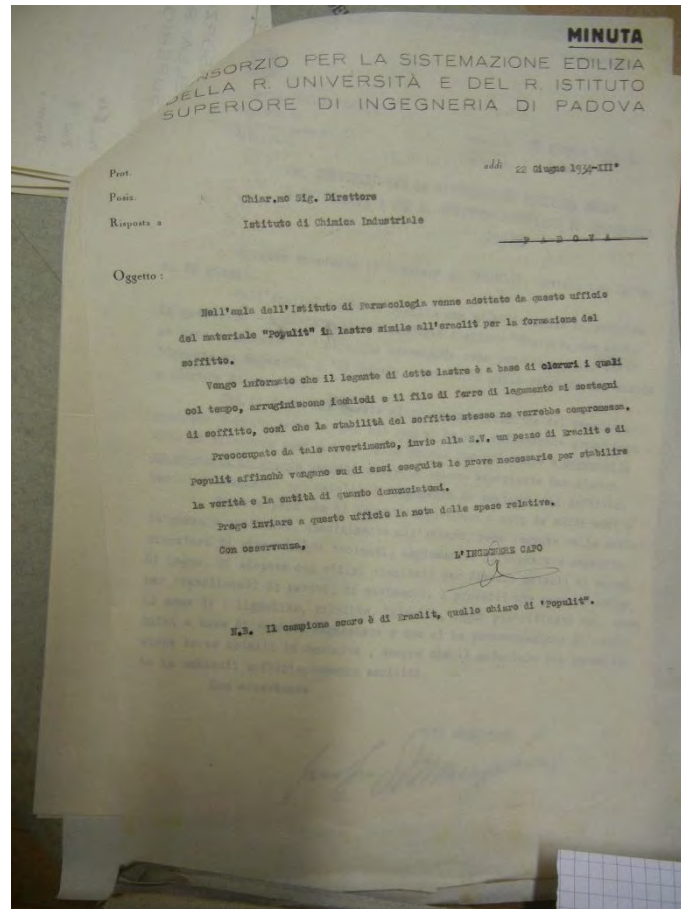 MINUTA
CONSORZIO PER LA SISTEMAZIONE EDILIZIA
DELLA R. UNIVERSITÀ E DEL R. ISTITUTO
SUPERIORE DI INGEGNERIA DI PADOVA
Prot.
addì 22 Giugno 1934-XII°
Posiz.
Chiar.mo Sig. Direttore
Risposta a
Istituto di Chimica Industriale
PADOVA
Oggetto :
Nell'aula dell'Istituto di Farmacologia venne adottato da questo ufficio
del materiale "Populit" in lastre simile all'eraclit per la formazione del
soffitto.
Vengo informato che il legante di dette lastre è a base di cloruri i quali
col tempo, arruginiscono i chiodi e il filo di ferro di legamento ai sostegni
di soffitto, così che la stabilità del soffitto stesso ne verrebbe compromessa.
Preoccupato da tale avvertimento, invio alla S.V. un pezzo di Eraclit e di
Populit affinchè vengano su di essi eseguite le prove necessarie per stabilire
la verità e la entità di quanto denunciatomi.
Prego inviare a questo ufficio la nota delle spese relative.
Con osservanza,
L'INGEGNERE CAPO
N.B. Il campione scuro è di Eraclit, quello chiaro di "Populit".